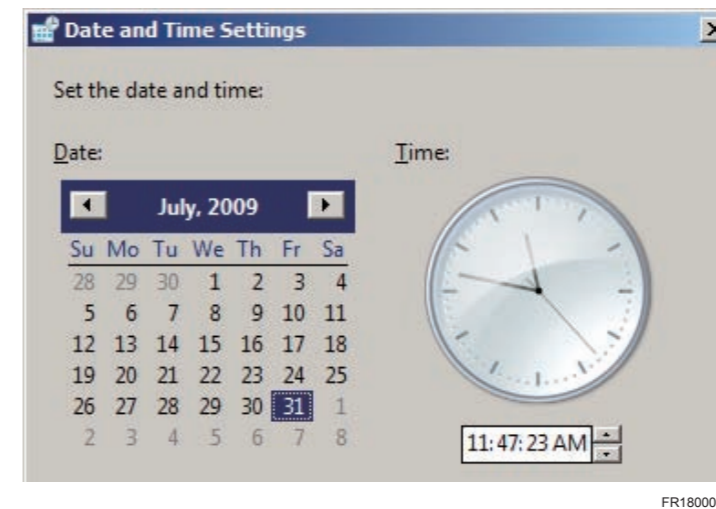 Date and Time Settings
Set the date and time:
Date:
Time:
July, 2009
Su Mo Tu We Th Fr Sa
28 29 30 1 2 3 4
5 6 7 8 9 10 11
12 13 14 15 16 17 18
19 20 21 22 23 24 25
26 27 28 29 30 31 1
2 3 4 5 6 7 8
11:47:23 AM
FR18000